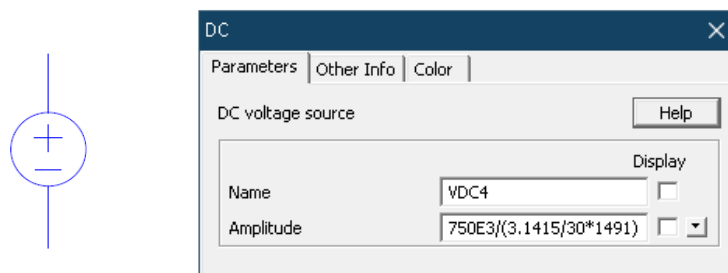 DC
Parameters Other Info Color
DC voltage source Help
Display
Name VDC4
Amplitude 750E3/(3.1415/30*1491)